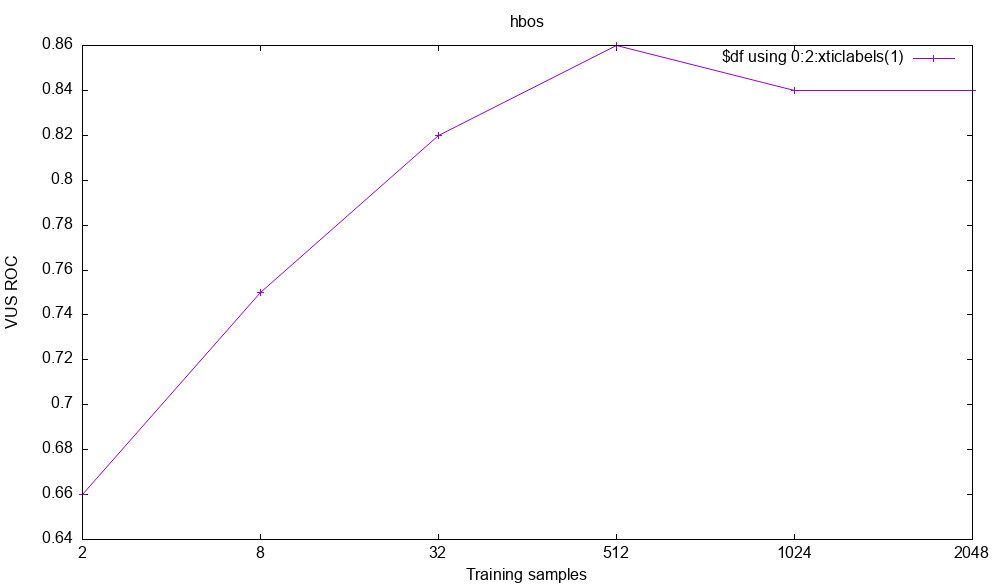 hbos
0.86
$df using 0:2:xticlabels(1)
0.84
0.82
0.8
0.78
0.76
VUS ROC
0.74
0.72
0.7
0.68
0.66
0.64
2 8 32 512 1024 2048
Training samples